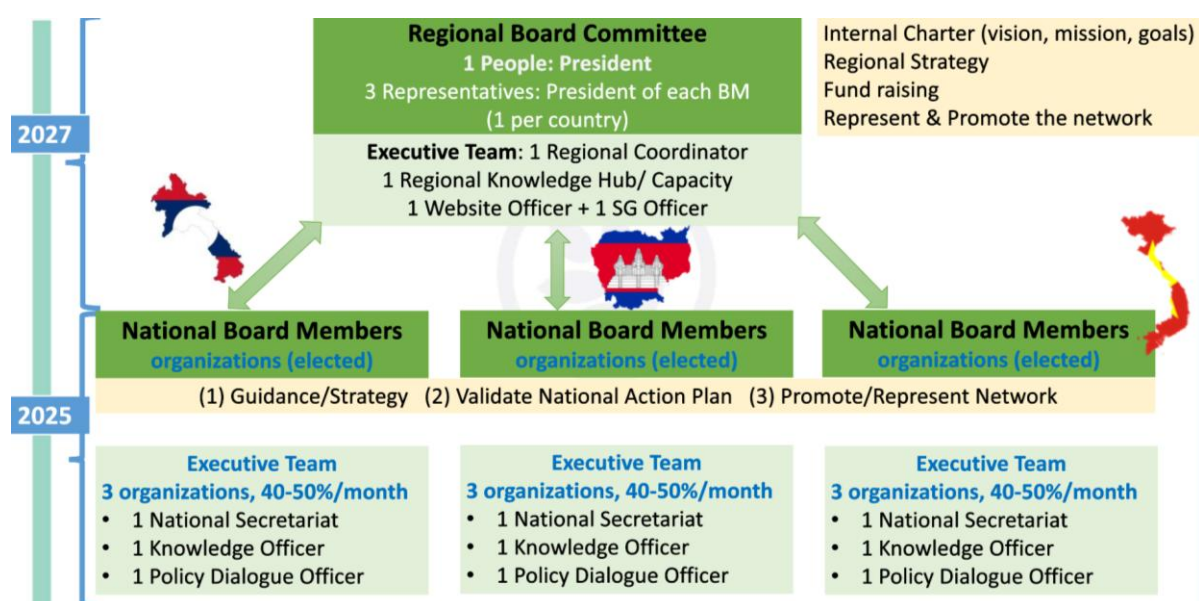 Regional Board Committee
1 People: President
3 Representatives: President of each BM
(1 per country)
Internal Charter (vision, mission, goals)
Regional Strategy
Fund raising
Represent & Promote the network
2027
Executive Team: 1 Regional Coordinator
1 Regional Knowledge Hub/ Capacity
1 Website Officer + 1 SG Officer
National Board Members
organizations (elected)
National Board Members
organizations (elected)
National Board Members
organizations (elected)
(1) Guidance/Strategy (2) Validate National Action Plan (3) Promote/Represent Network
2025
Executive Team
3 organizations, 40-50%/month
• 1 National Secretariat
• 1 Knowledge Officer
• 1 Policy Dialogue Officer
Executive Team
3 organizations, 40-50%/month
• 1 National Secretariat
• 1 Knowledge Officer
• 1 Policy Dialogue Officer
Executive Team
3 organizations, 40-50%/month
• 1 National Secretariat
• 1 Knowledge Officer
• 1 Policy Dialogue Officer